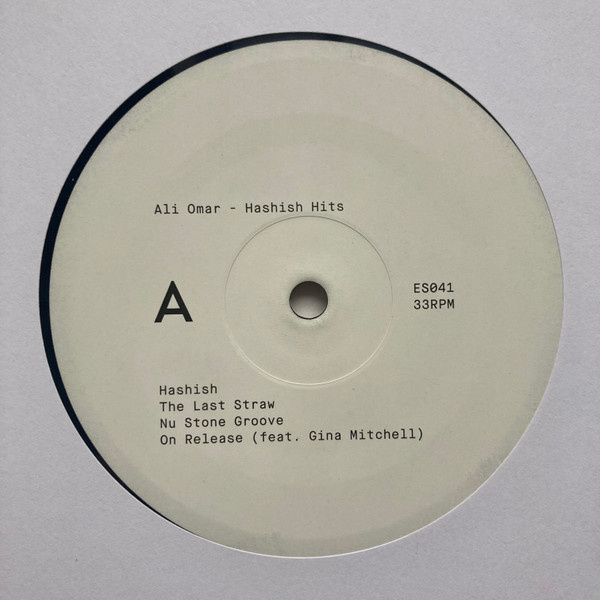 Ali Omar - Hashish Hits
A
ES041
33RPM
Hashish
The Last Straw
Nu Stone Groove
On Release (feat. Gina Mitchell)